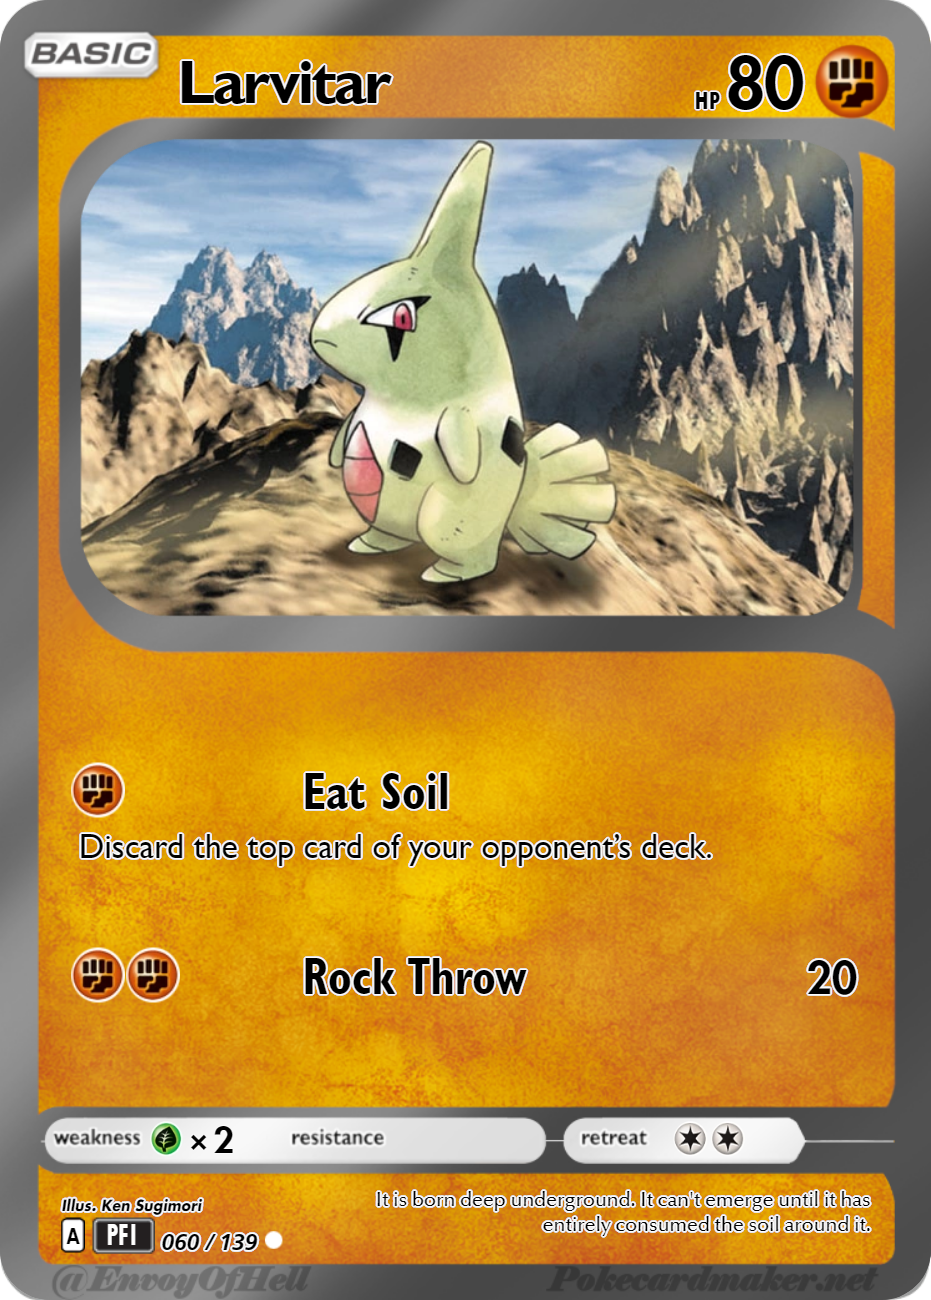 BASIC
Larvitar HP 80
Eat Soil
Discard the top card of your opponent's deck.
Rock Throw 20
weakness × 2 resistance retreat
Illus. Ken Sugimori
It is born deep underground. It can't emerge until it has
entirely consumed the soil around it.
A PFI 060 / 139
@EnvoyOfHell Pokecardmaker.net